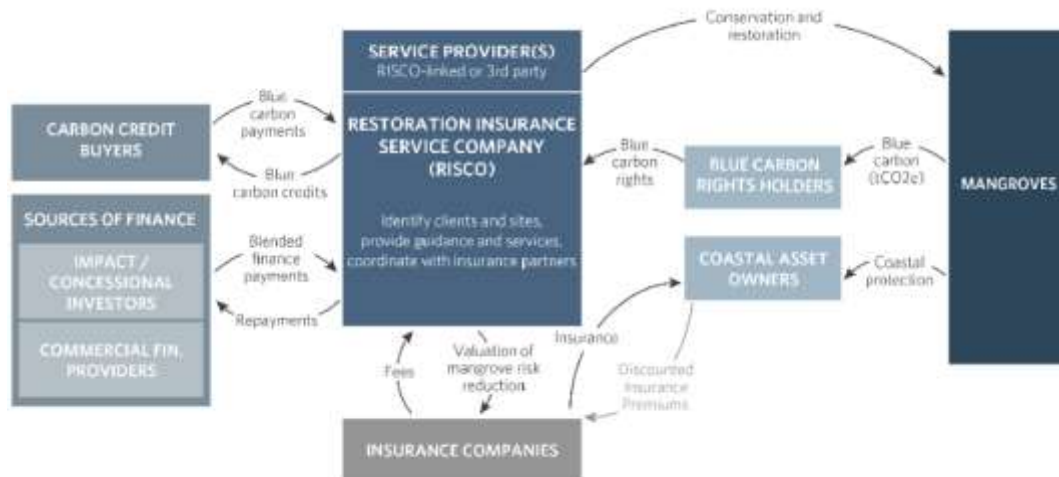 Conservation and
restoration
SERVICE PROVIDER(S)
RISCO-linked or 3rd party
Blue
carbon
payments
CARBON CREDIT
BUYERS
RESTORATION INSURANCE
SERVICE COMPANY
(RISCO)
Blue
carbon
rights
BLUE CARBON
RIGHTS HOLDERS
Blue
carbon
(tCO2e)
MANGROVES
Blue
carbon credits
SOURCES OF FINANCE
Identify clients and sites,
provide guidance and services,
coordinate with insurance partners
IMPACT /
CONCESSIONAL
INVESTORS
Blended
finance
payments
COASTAL ASSET
OWNERS
Coastal
protection
Repayments
COMMERCIAL FIN.
PROVIDERS
Fees
Valuation of
mangrove risk
reduction
Insurance
Discounted
Insurance
Premiums
INSURANCE COMPANIES